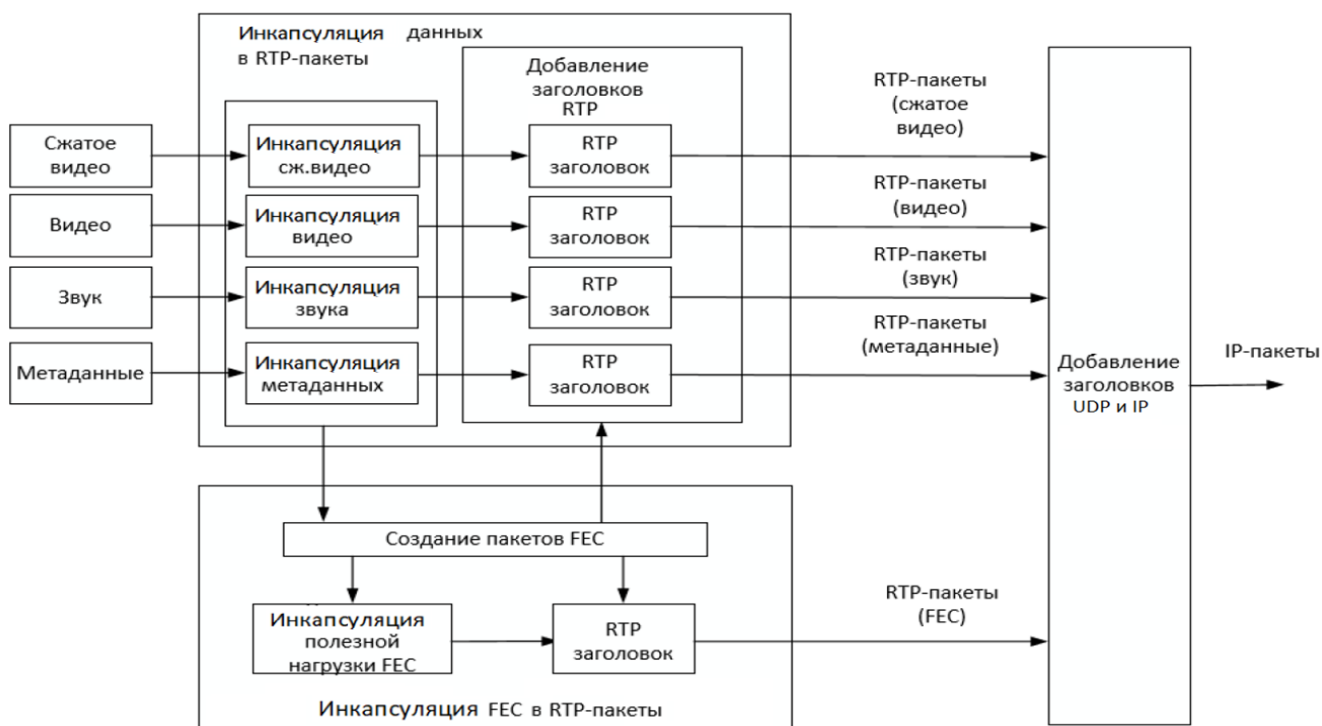 Инкапсуляция данных
в RTP-пакеты
Добавление
заголовков
RTP
Сжатое
видео
Инкапсуляция
сж.видео
RTP
заголовок
RTP-пакеты
(сжатое
видео)
Видео
Инкапсуляция
видео
RTP
заголовок
RTP-пакеты
(видео)
Звук
Инкапсуляция
звука
RTP
заголовок
RTP-пакеты
(звук)
Метаданные
Инкапсуляция
метаданных
RTP
заголовок
RTP-пакеты
(метаданные)
Добавление
заголовков
UDP и IP
IP-пакеты
Создание пакетов FEC
Инкапсуляция
полезной
нагрузки FEC
RTP
заголовок
RTP-пакеты
(FEC)
Инкапсуляция FEC в RTP-пакеты